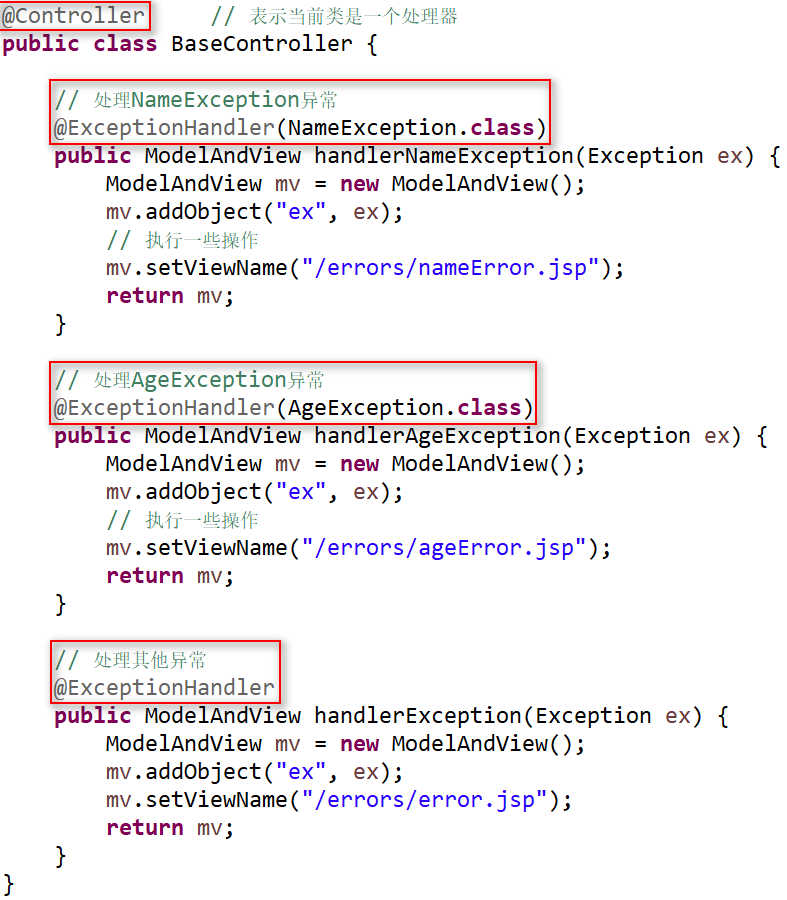 @Controller     // 表示当前类是一个处理器
public class BaseController {
    // 处理NameException异常
    @ExceptionHandler(NameException.class)
    public ModelAndView handlerNameException(Exception ex) {
        ModelAndView mv = new ModelAndView();
        mv.addObject("ex", ex);
        // 执行一些操作
        mv.setViewName("/errors/nameError.jsp");
        return mv;
    }
    // 处理AgeException异常
    @ExceptionHandler(AgeException.class)
    public ModelAndView handlerAgeException(Exception ex) {
        ModelAndView mv = new ModelAndView();
        mv.addObject("ex", ex);
        // 执行一些操作
        mv.setViewName("/errors/ageError.jsp");
        return mv;
    }
    // 处理其他异常
    @ExceptionHandler
    public ModelAndView handlerException(Exception ex) {
        ModelAndView mv = new ModelAndView();
        mv.addObject("ex", ex);
        mv.setViewName("/errors/error.jsp");
        return mv;
    }
}